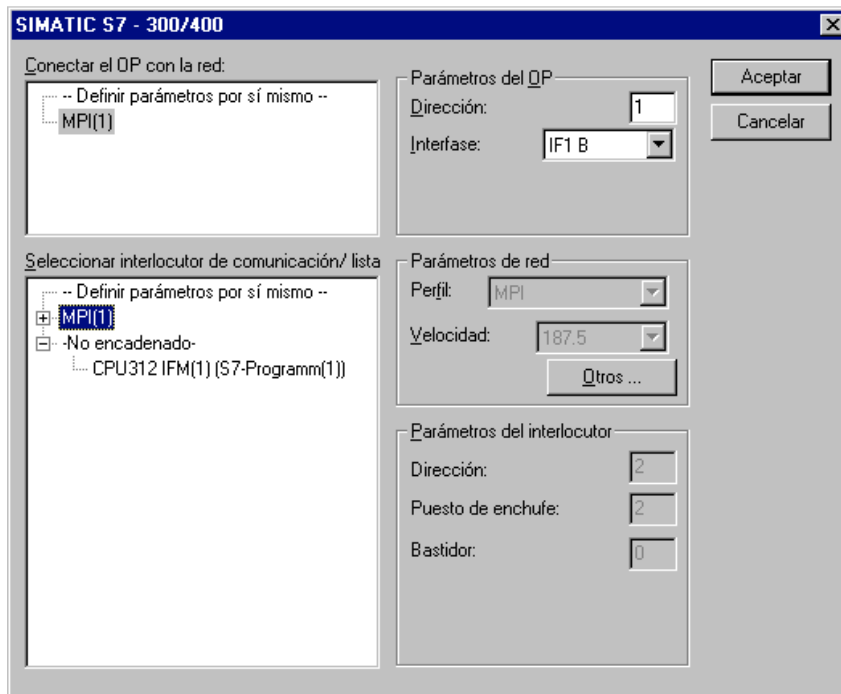 SIMATIC S7 - 300/400
Conectar el OP con la red:
-- Definir parámetros por sí mismo --
MPI(1)
Parámetros del OP
Dirección: 1
Interfase: IF1 B
Aceptar
Cancelar
Seleccionar interlocutor de comunicación/ lista
-- Definir parámetros por sí mismo --
MPI(1)
-No encadenado-
CPU312 IFM(1) (S7-Programm(1))
Parámetros de red
Perfil: MPI
Velocidad: 187.5
Otros ...
Parámetros del interlocutor
Dirección: 2
Puesto de enchufe: 2
Bastidor: 0